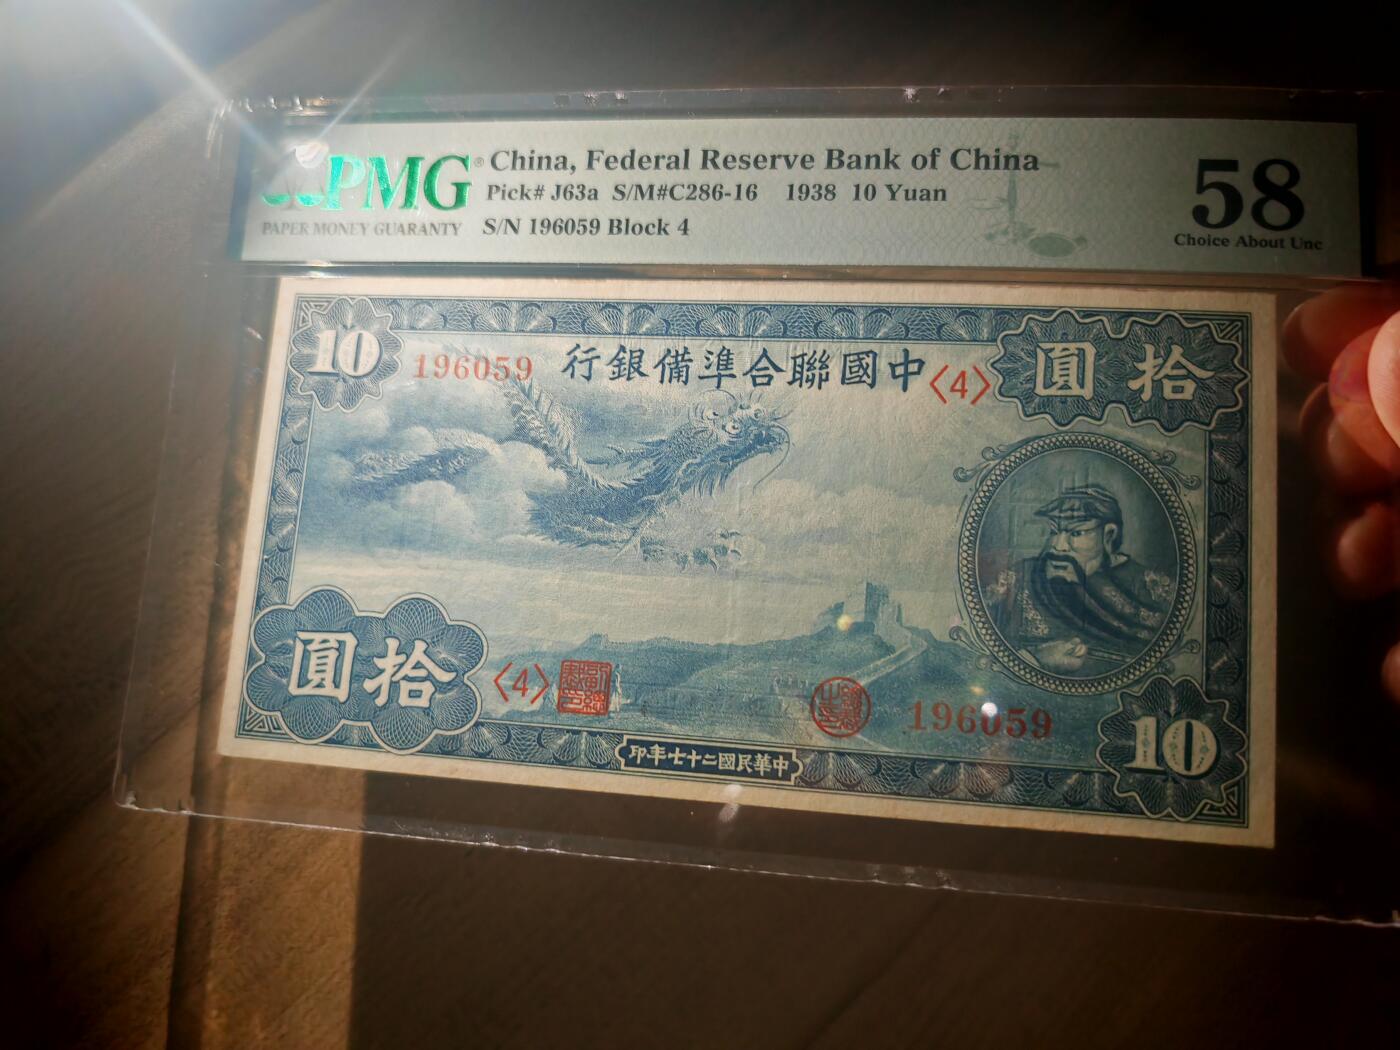 PMG
PAPER MONEY GUARANTY
China, Federal Reserve Bank of China
Pick# J63a S/M#C286-16 1938 10 Yuan
S/N 196059 Block 4
58
Choice About Unc
10
196059
行銀備準合聯國中
<4>
圓拾
圓拾
<4>
196059
10
印年七十二國民華中